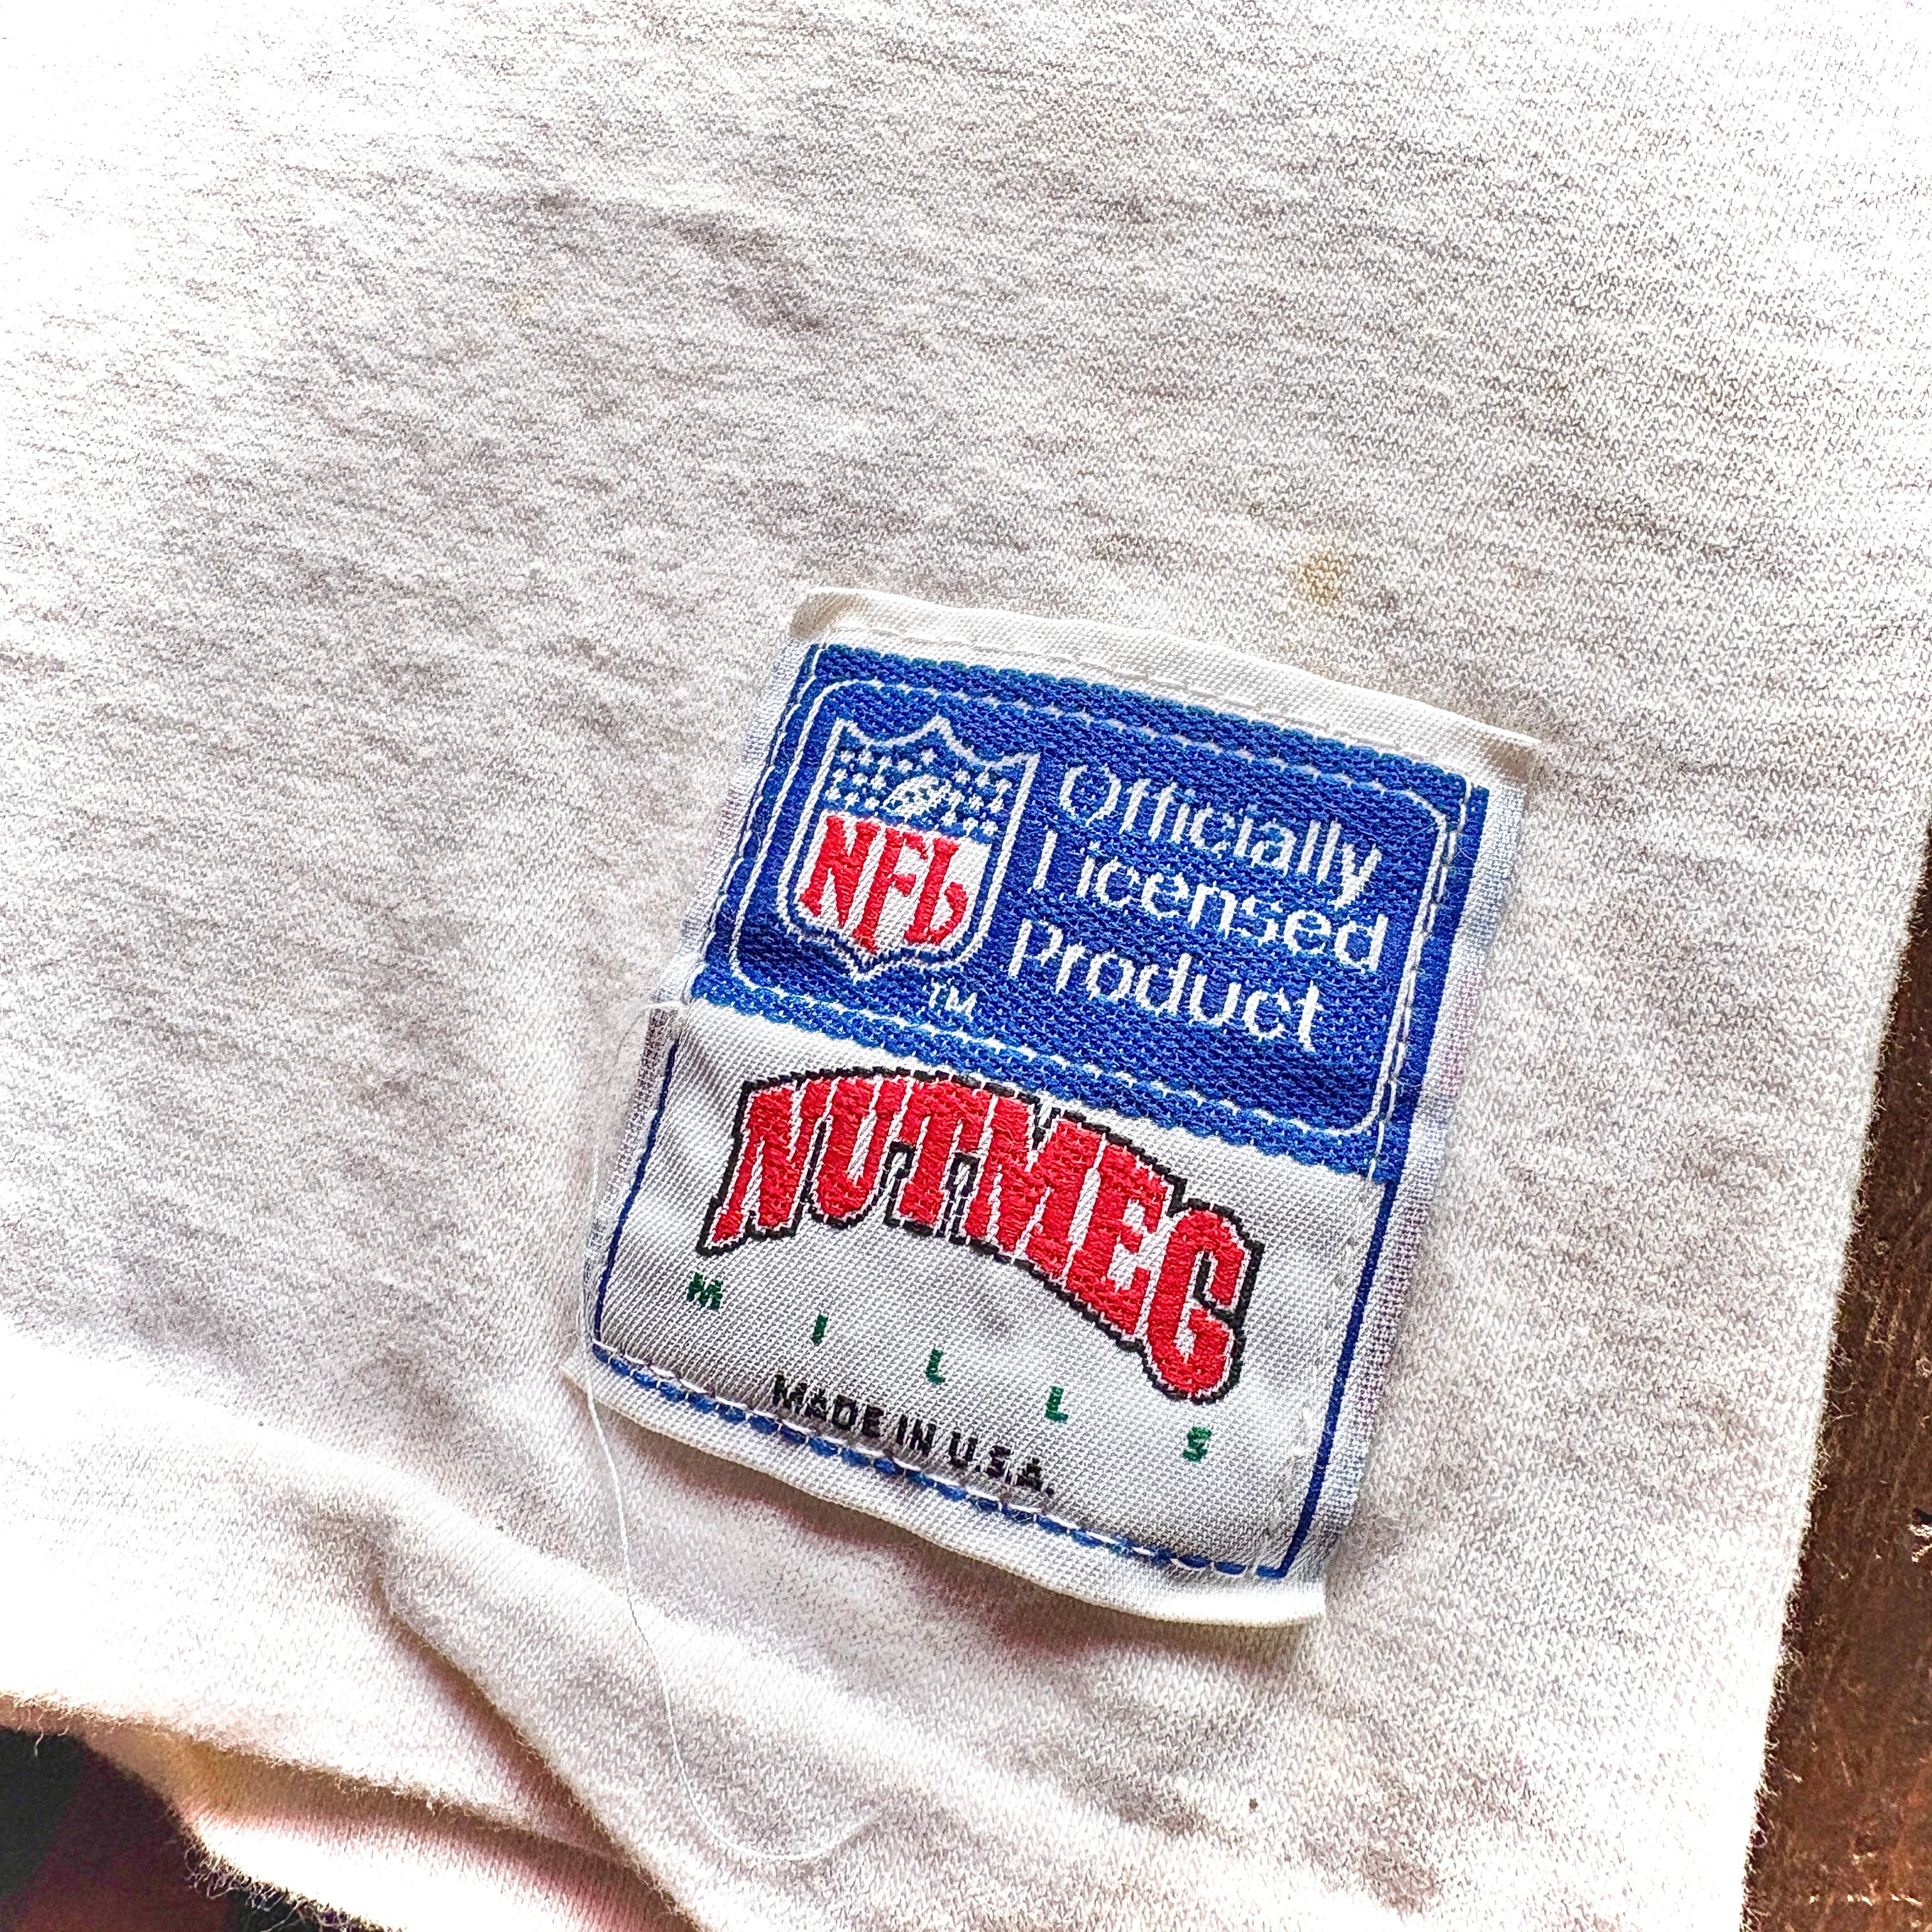 NFL
Officially
Licensed
product
TM
NUTMEG
MILLS
MADE IN U.S.A.